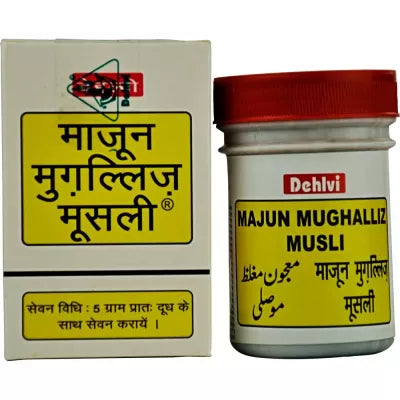 माजून
मुग़ल्लिज़
मूसली®
सेवन विधि : 5 ग्राम प्रातः दूध के
साथ सेवन करायें ।
Dehlvi
MAJUN MUGHALLIZ
MUSLI
معجون مغلظ
موصلی
माजून मुग़ल्लिज़
मूसली